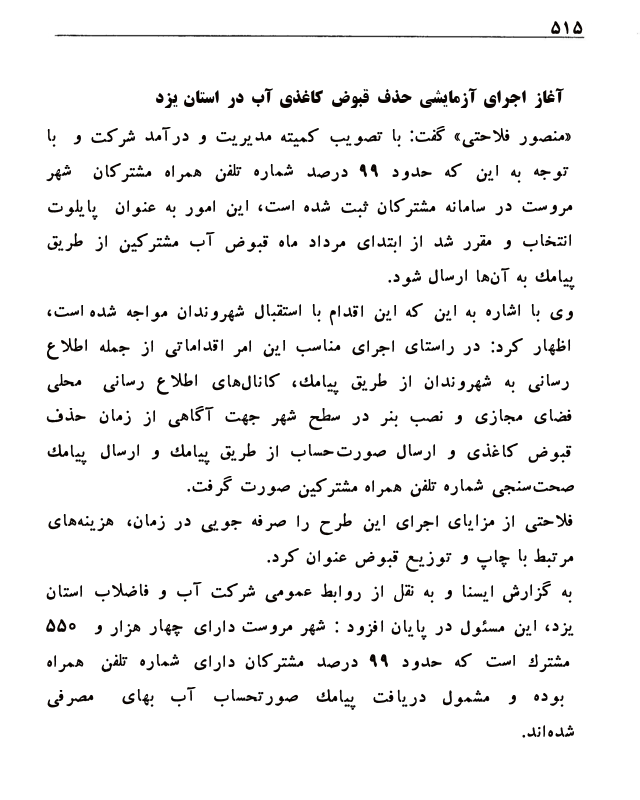 ۵۱۵
آغاز اجرای آزمایشی حذف قبوض کاغذی آب در استان یزد
«منصور فلاحتی» گفت: با تصویب کمیته مدیریت و درآمد شرکت و با
توجه به این که حدود ۹۹ درصد شماره تلفن همراه مشترکان شهر
مروست در سامانه مشترکان ثبت شده است، این امور به عنوان پایلوت
انتخاب و مقرر شد از ابتدای مرداد ماه قبوض آب مشترکین از طریق
پیامك به آن‌ها ارسال شود.
وی با اشاره به این که این اقدام با استقبال شهروندان مواجه شده است،
اظهار کرد: در راستای اجرای مناسب این امر اقداماتی از جمله اطلاع
رسانی به شهروندان از طریق پیامك، کانال‌های اطلاع رسانی محلی
فضای مجازی و نصب بنر در سطح شهر جهت آگاهی از زمان حذف
قبوض کاغذی و ارسال صورت‌حساب از طریق پیامك و ارسال پیامك
صحت‌سنجی شماره تلفن همراه مشترکین صورت گرفت.
فلاحتی از مزایای اجرای این طرح را صرفه جویی در زمان، هزینه‌های
مرتبط با چاپ و توزیع قبوض عنوان کرد.
به گزارش ایسنا و به نقل از روابط عمومی شرکت آب و فاضلاب استان
یزد، این مسئول در پایان افزود : شهر مروست دارای چهار هزار و ۵۵۰
مشترك است که حدود ۹۹ درصد مشترکان دارای شماره تلفن همراه
بوده و مشمول دریافت پیامك صورتحساب آب بهای مصرفی
شده‌اند.